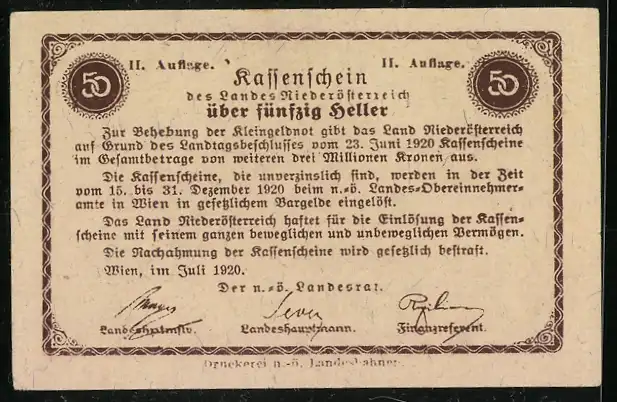 II. Auflage. II. Auflage.
50 50
Kassenschein
des Landes Niederösterreich
über fünfzig Heller
Zur Behebung der Kleingeldnot gibt das Land Niederösterreich
auf Grund des Landtagsbeschlusses vom 23. Juni 1920 Kassenscheine
im Gesamtbetrage von weiteren drei Millionen Kronen aus.
Die Kassenscheine, die unverzinslich sind, werden in der Zeit
vom 15. bis 31. Dezember 1920 beim n.-ö. Landes-Obereinnehmer-
amte in Wien in gesetzlichem Bargelde eingelöst.
Das Land Niederösterreich haftet für die Einlösung der Kassen-
scheine mit seinem ganzen beweglichen und unbeweglichen Vermögen.
Die Nachahmung der Kassenscheine wird gesetzlich bestraft.
Wien, im Juli 1920.
Der n.-ö. Landesrat.
Mayer Sever
Landeshptmstv. Landeshauptmann. Finanzreferent.
Druckerei n.-ö. Landesbahnen